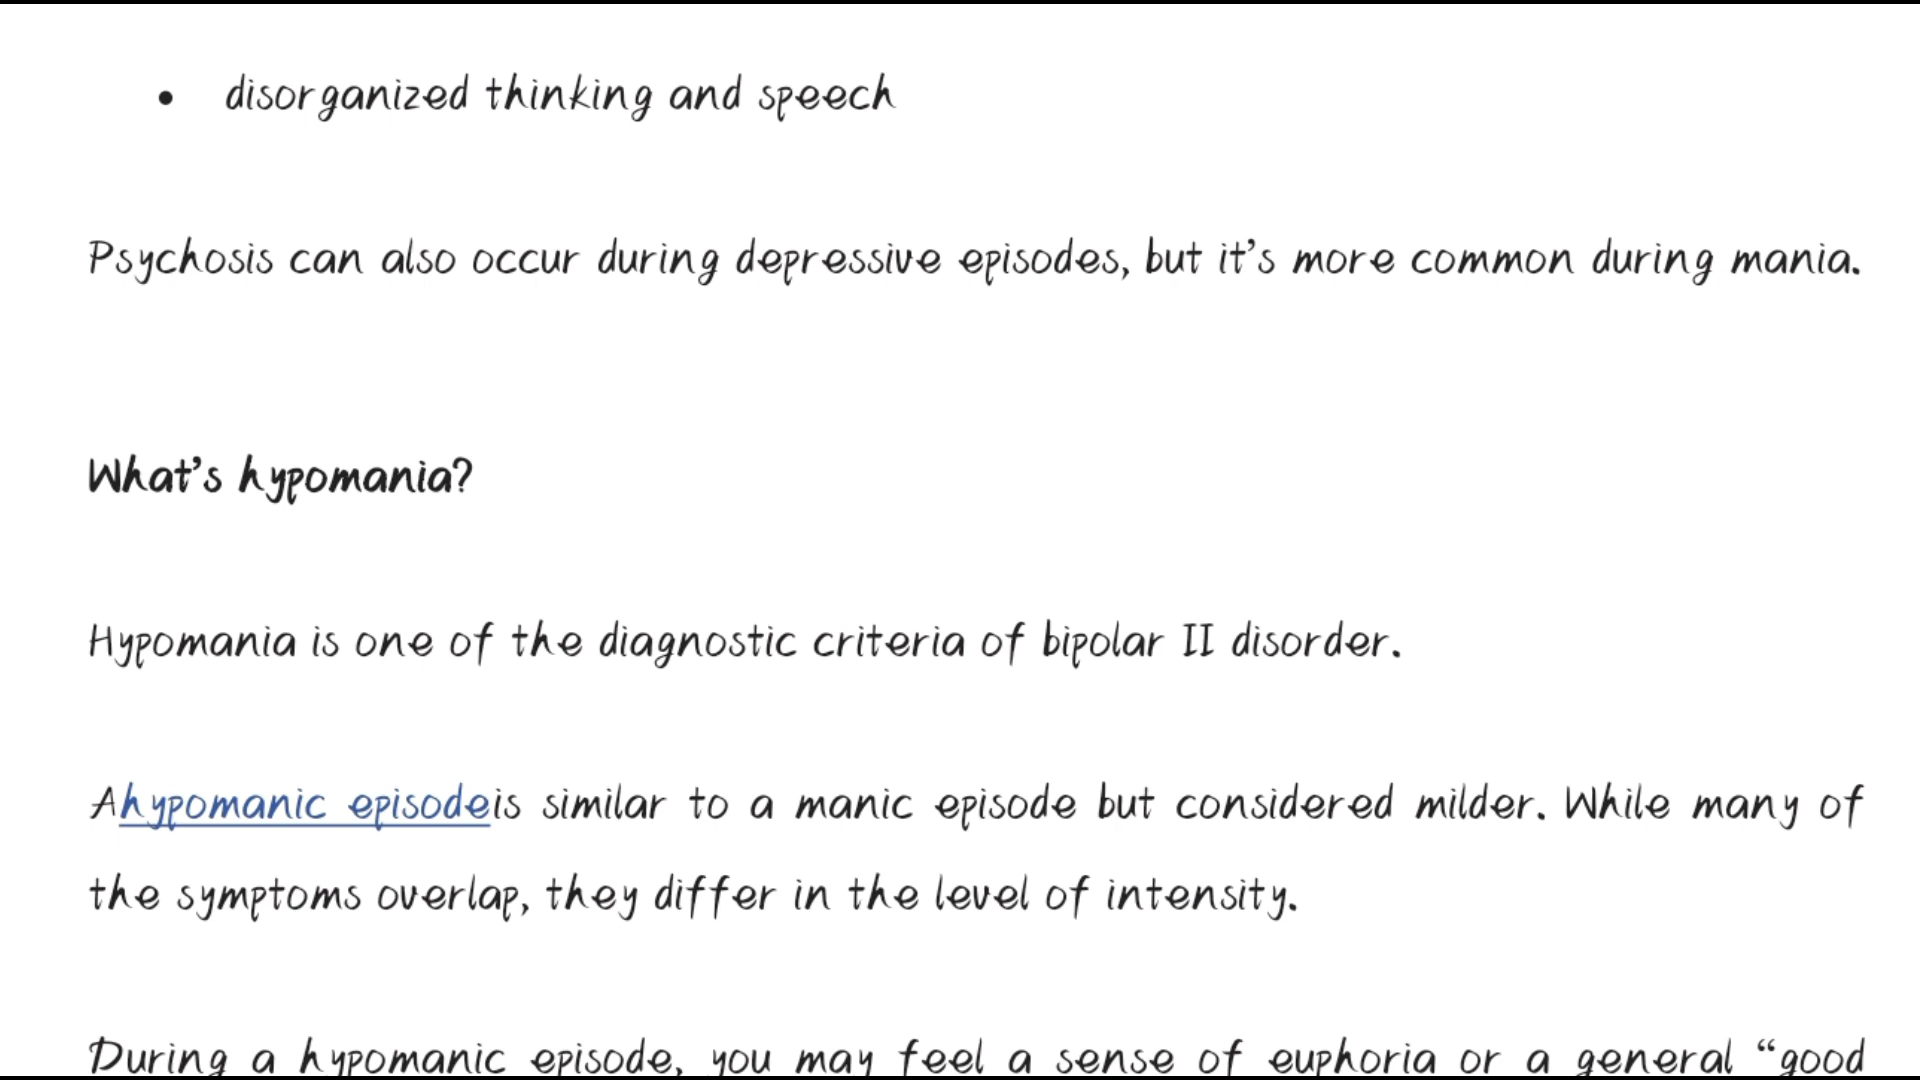 • disorganized thinking and speech
Psychosis can also occur during depressive episodes, but it’s more common during mania.
What’s hypomania?
Hypomania is one of the diagnostic criteria of bipolar II disorder.
Ahypomanic episodeis similar to a manic episode but considered milder. While many of
the symptoms overlap, they differ in the level of intensity.
During a hypomanic episode, you may feel a sense of euphoria or a general “good